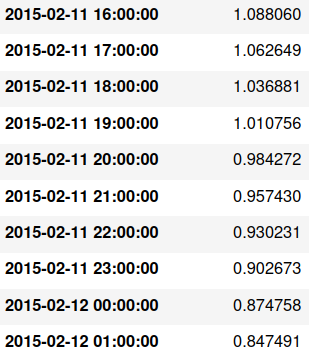 2015-02-11 16:00:00 1.088060
2015-02-11 17:00:00 1.062649
2015-02-11 18:00:00 1.036881
2015-02-11 19:00:00 1.010756
2015-02-11 20:00:00 0.984272
2015-02-11 21:00:00 0.957430
2015-02-11 22:00:00 0.930231
2015-02-11 23:00:00 0.902673
2015-02-12 00:00:00 0.874758
2015-02-12 01:00:00 0.847491